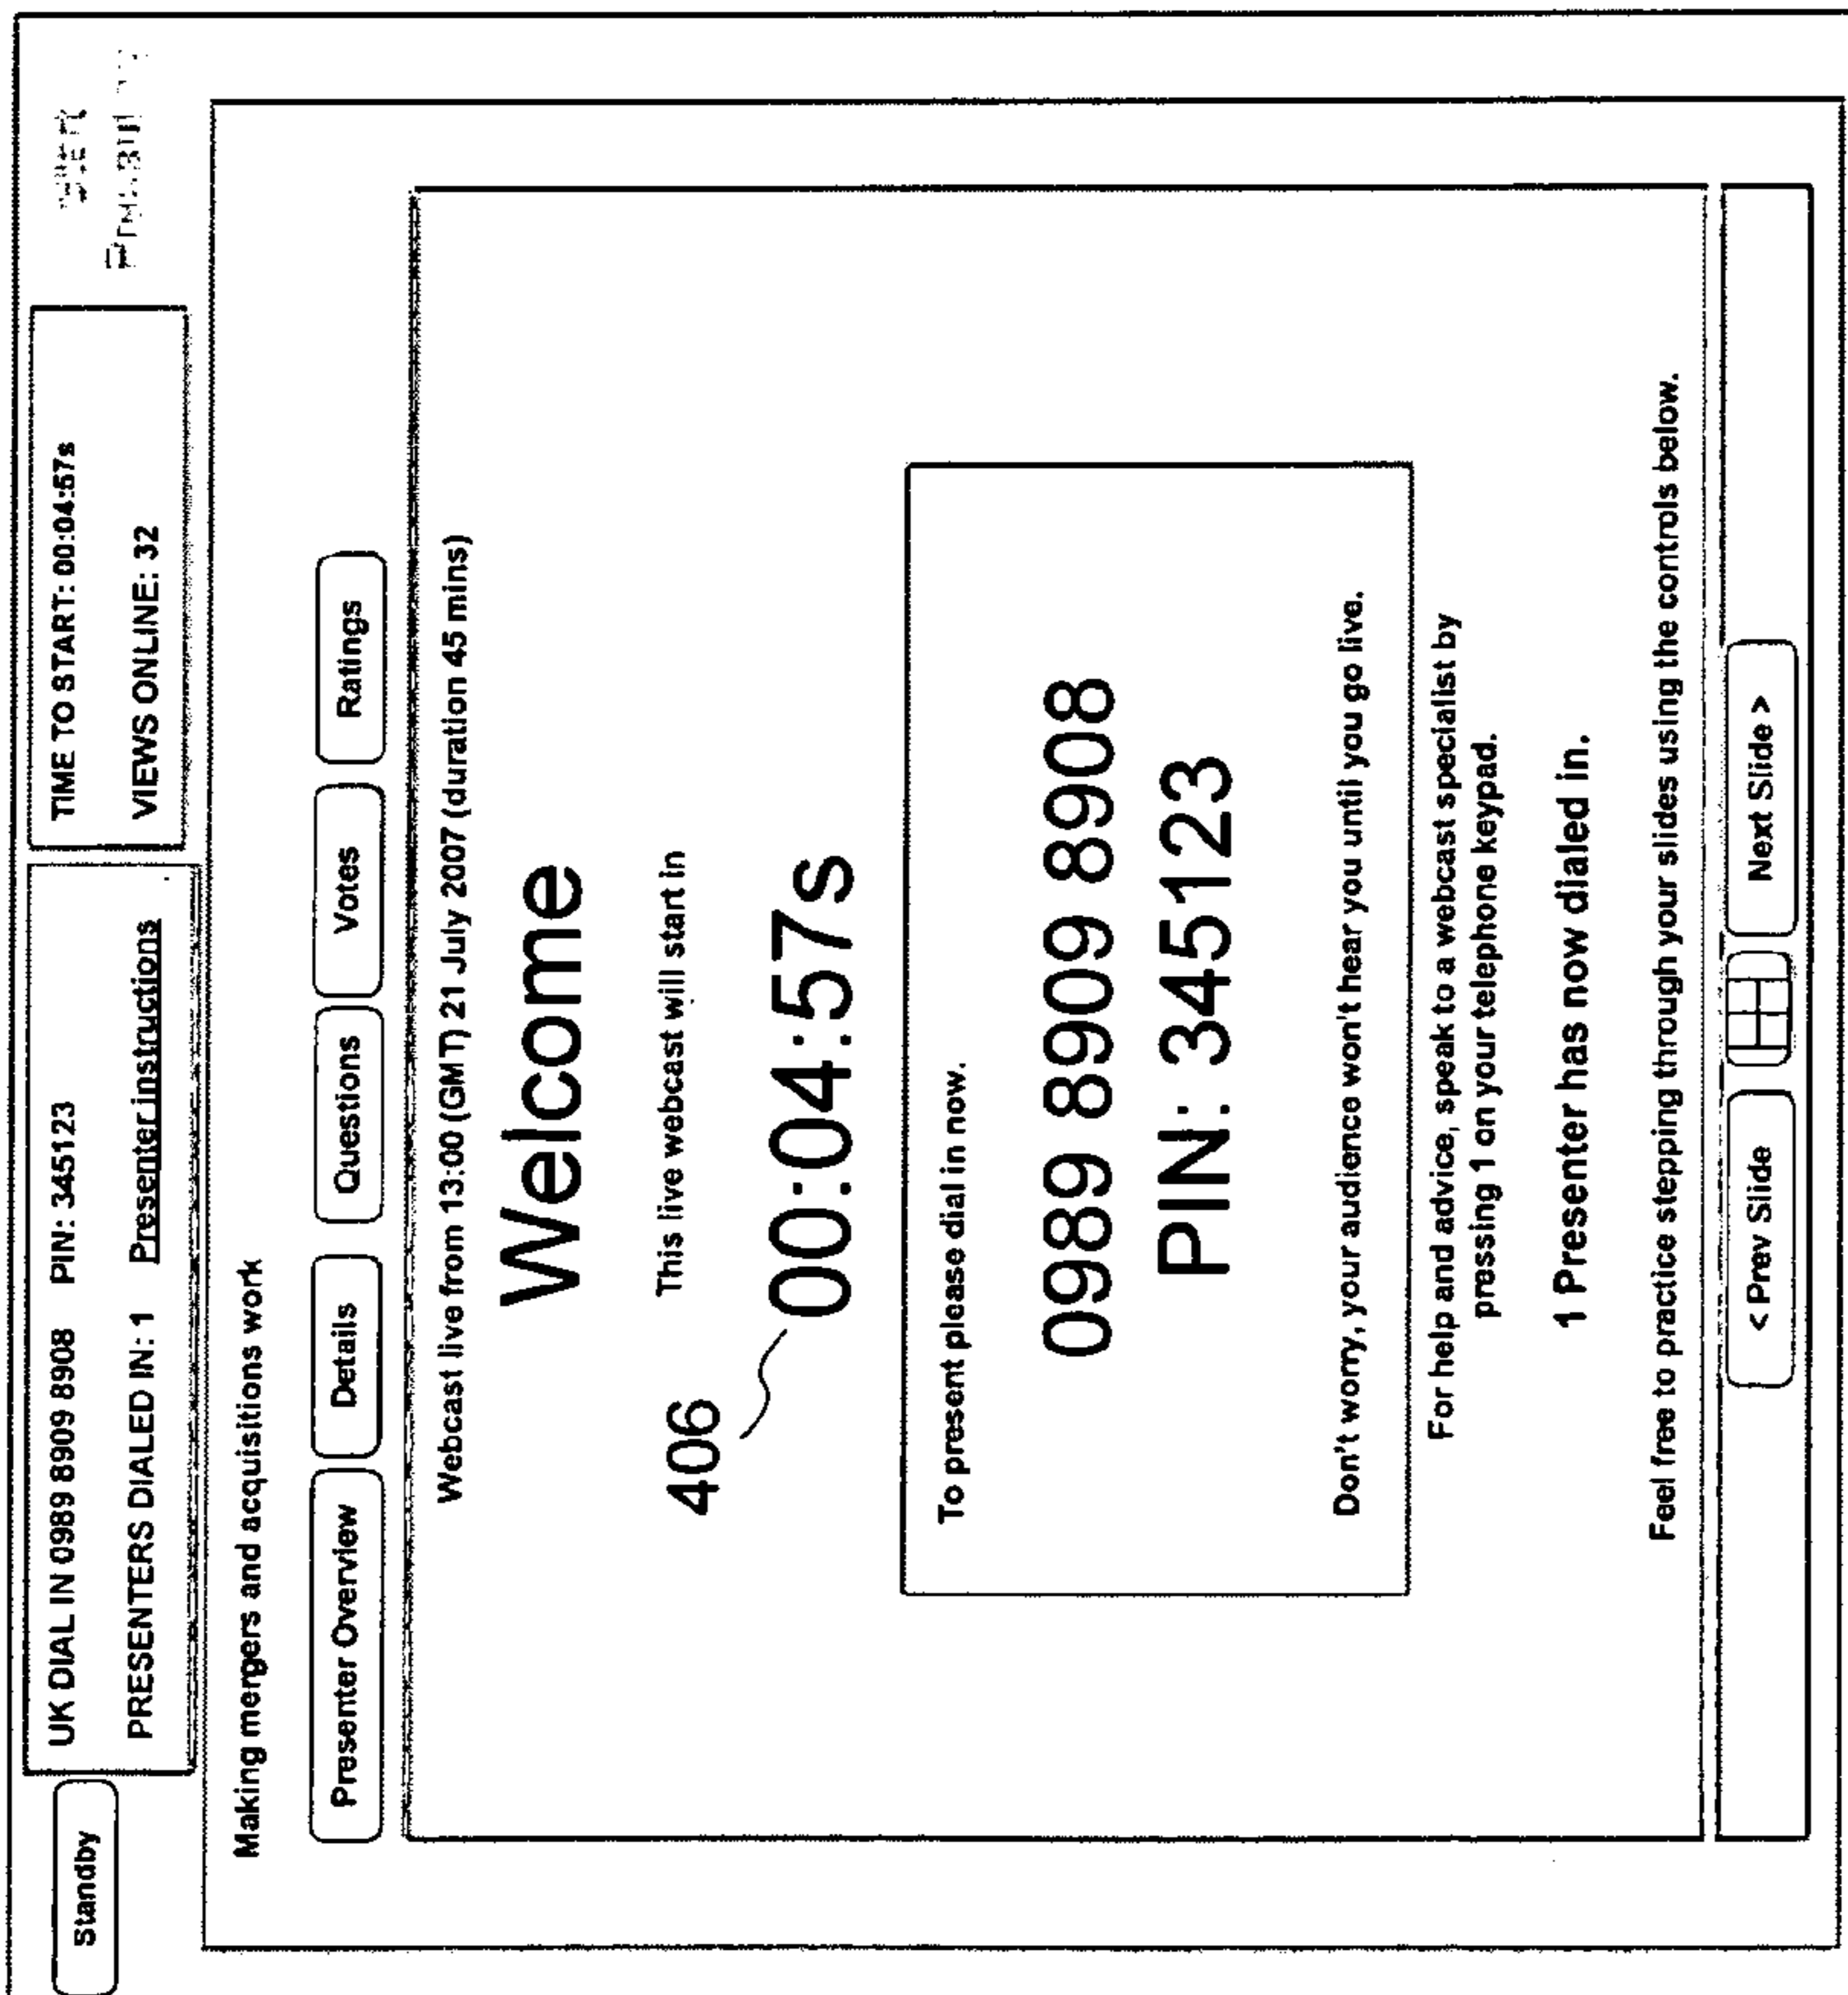 Standby
UK DIAL IN 0989 8909 8908 PIN: 345123
PRESENTERS DIALED IN: 1 Presenter instructions
TIME TO START: 00:04:57s
VIEWS ONLINE: 32
Making mergers and acquisitions work
Presenter Overview Details Questions Votes Ratings
Webcast live from 13:00 (GMT) 21 July 2007 (duration 45 mins)
Welcome
This live webcast will start in
406
00:04:57s
To present please dial in now.
0989 8909 8908
PIN: 345123
Don't worry, your audience won't hear you until you go live.
For help and advice, speak to a webcast specialist by
pressing 1 on your telephone keypad.
1 Presenter has now dialed in.
Feel free to practice stepping through your slides using the controls below.
< Prev Slide Next Slide >